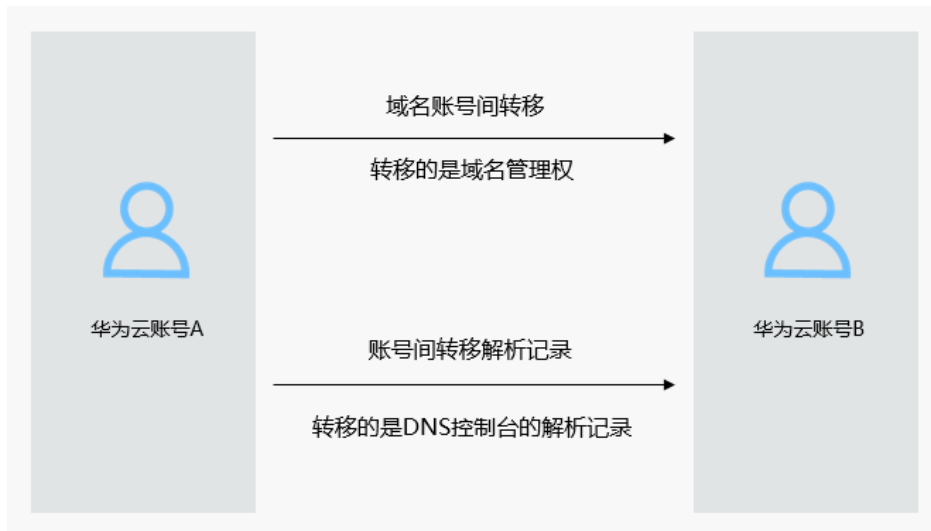 域名账号间转移
转移的是域名管理权
华为云账号A
华为云账号B
账号间转移解析记录
转移的是DNS控制台的解析记录